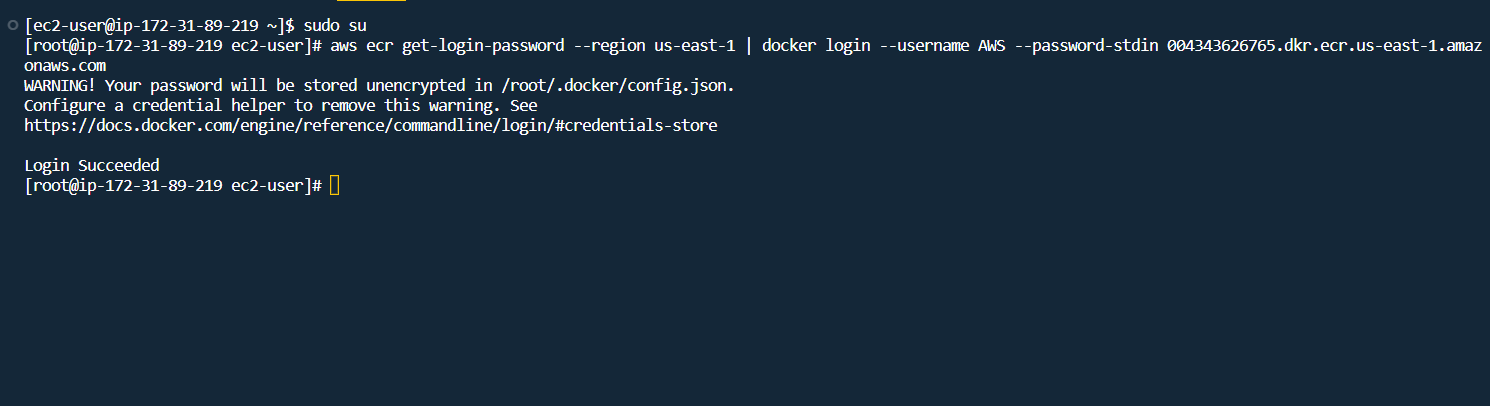 [ec2-user@ip-172-31-89-219 ~]$ sudo su
[root@ip-172-31-89-219 ec2-user]# aws ecr get-login-password --region us-east-1 | docker login --username AWS --password-stdin 004343626765.dkr.ecr.us-east-1.amaz
onaws.com
WARNING! Your password will be stored unencrypted in /root/.docker/config.json.
Configure a credential helper to remove this warning. See
https://docs.docker.com/engine/reference/commandline/login/#credentials-store
Login Succeeded
[root@ip-172-31-89-219 ec2-user]#